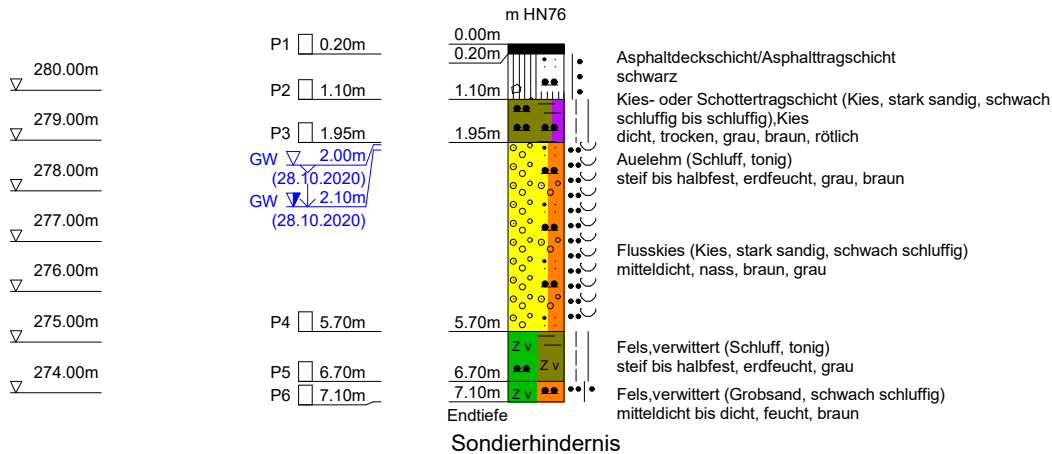 m HN76
0.00m
P1 0.20m
0.20m
Asphaltdeckschicht/Asphalttragschicht
schwarz
280.00m
P2 1.10m
1.10m
Kies- oder Schottertragschicht (Kies, stark sandig, schwach
schluffig bis schluffig),Kies
dicht, trocken, grau, braun, rötlich
279.00m
P3 1.95m
1.95m
GW 2.00m
(28.10.2020)
Auelehm (Schluff, tonig)
steif bis halbfest, erdfeucht, grau, braun
278.00m
GW 2.10m
(28.10.2020)
277.00m
Flusskies (Kies, stark sandig, schwach schluffig)
mitteldicht, nass, braun, grau
276.00m
275.00m
P4 5.70m
5.70m
Z v
Fels,verwittert (Schluff, tonig)
steif bis halbfest, erdfeucht, grau
Z v
274.00m
P5 6.70m
6.70m
P6 7.10m
7.10m
Z v
Fels,verwittert (Grobsand, schwach schluffig)
mitteldicht bis dicht, feucht, braun
Endtiefe
Sondierhindernis